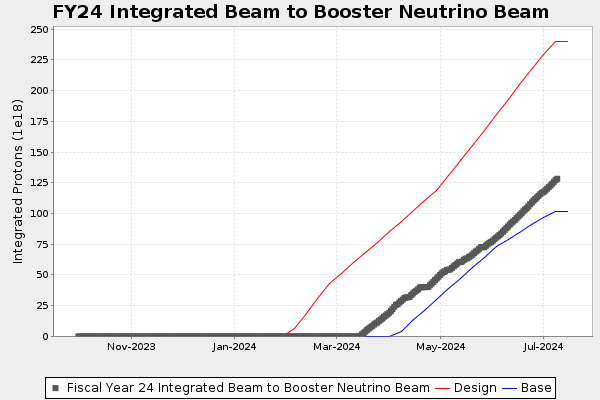 FY24 Integrated Beam to Booster Neutrino Beam
Integrated Protons (1e18)
250
225
200
175
150
125
100
75
50
25
0
Nov-2023 Jan-2024 Mar-2024 May-2024 Jul-2024
Fiscal Year 24 Integrated Beam to Booster Neutrino Beam Design Base